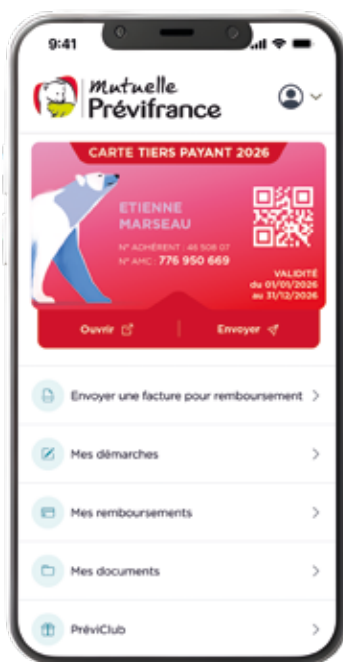 9:41
Mutuelle
Prévifrance
CARTE TIERS PAYANT 2026
ETIENNE
MARSEAU
N° ADHÉRENT : 46 508 07
N° AMC : 776 950 669
VALIDITÉ
du 01/01/2026
au 31/12/2026
Ouvrir
Envoyer
Envoyer une facture pour remboursement
Mes démarches
Mes remboursements
Mes documents
PréviClub